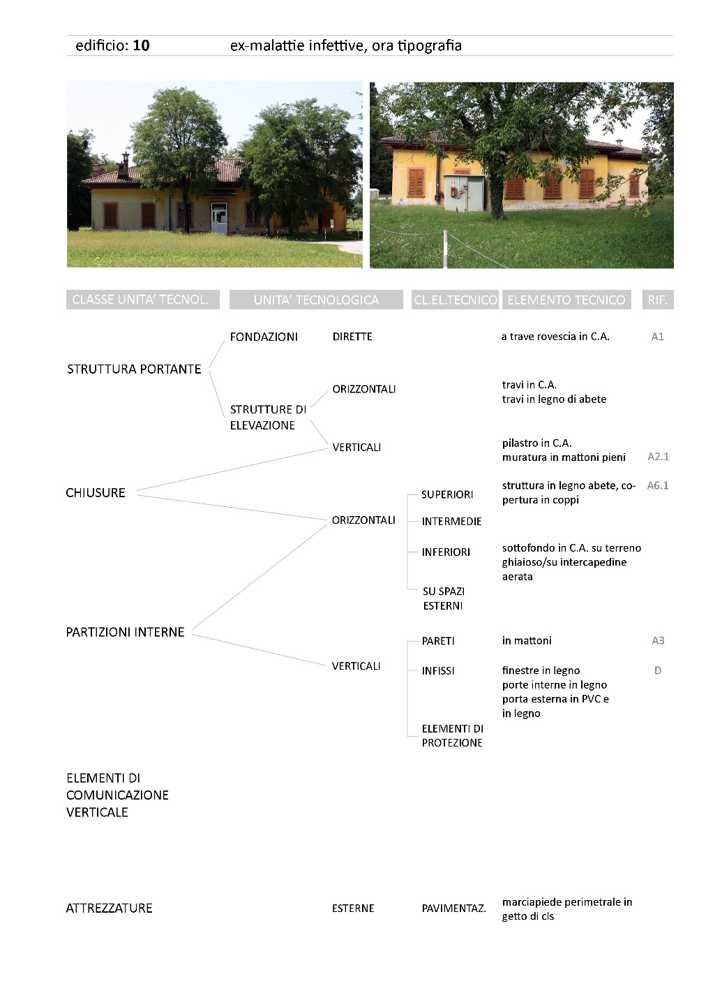 edificio: 10 ex-malattie infettive, ora tipografia
CLASSE UNITA' TECNOL. UNITA' TECNOLOGICA CL.EL.TECNICO ELEMENTO TECNICO RIF.
FONDAZIONI DIRETTE a trave rovescia in C.A. A1
STRUTTURA PORTANTE
ORIZZONTALI travi in C.A.
travi in legno di abete
STRUTTURE DI
ELEVAZIONE
VERTICALI pilastro in C.A.
muratura in mattoni pieni A2.1
CHIUSURE
SUPERIORI struttura in legno abete, co- A6.1
pertura in coppi
ORIZZONTALI INTERMEDIE
INFERIORI sottofondo in C.A. su terreno
ghiaioso/su intercapedine
aerata
SU SPAZI
ESTERNI
PARTIZIONI INTERNE
PARETI in mattoni A3
VERTICALI INFISSI finestre in legno D
porte interne in legno
porta esterna in PVC e
in legno
ELEMENTI DI
PROTEZIONE
ELEMENTI DI
COMUNICAZIONE
VERTICALE
ATTREZZATURE ESTERNE PAVIMENTAZ. marciapiede perimetrale in
getto di cls